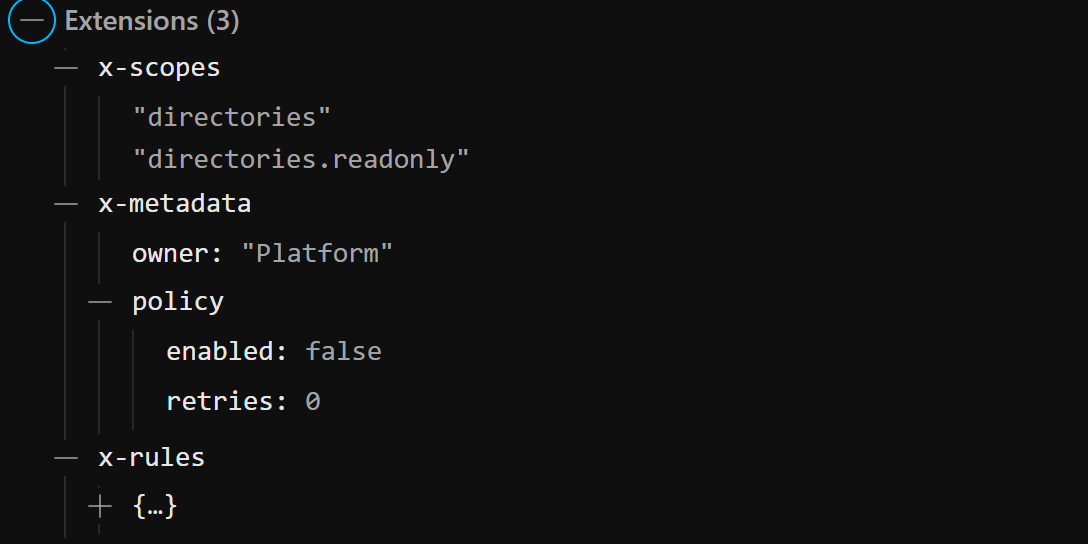 Extensions (3)
x-scopes
"directories"
"directories.readonly"
x-metadata
owner: "Platform"
policy
enabled: false
retries: 0
x-rules
{…}